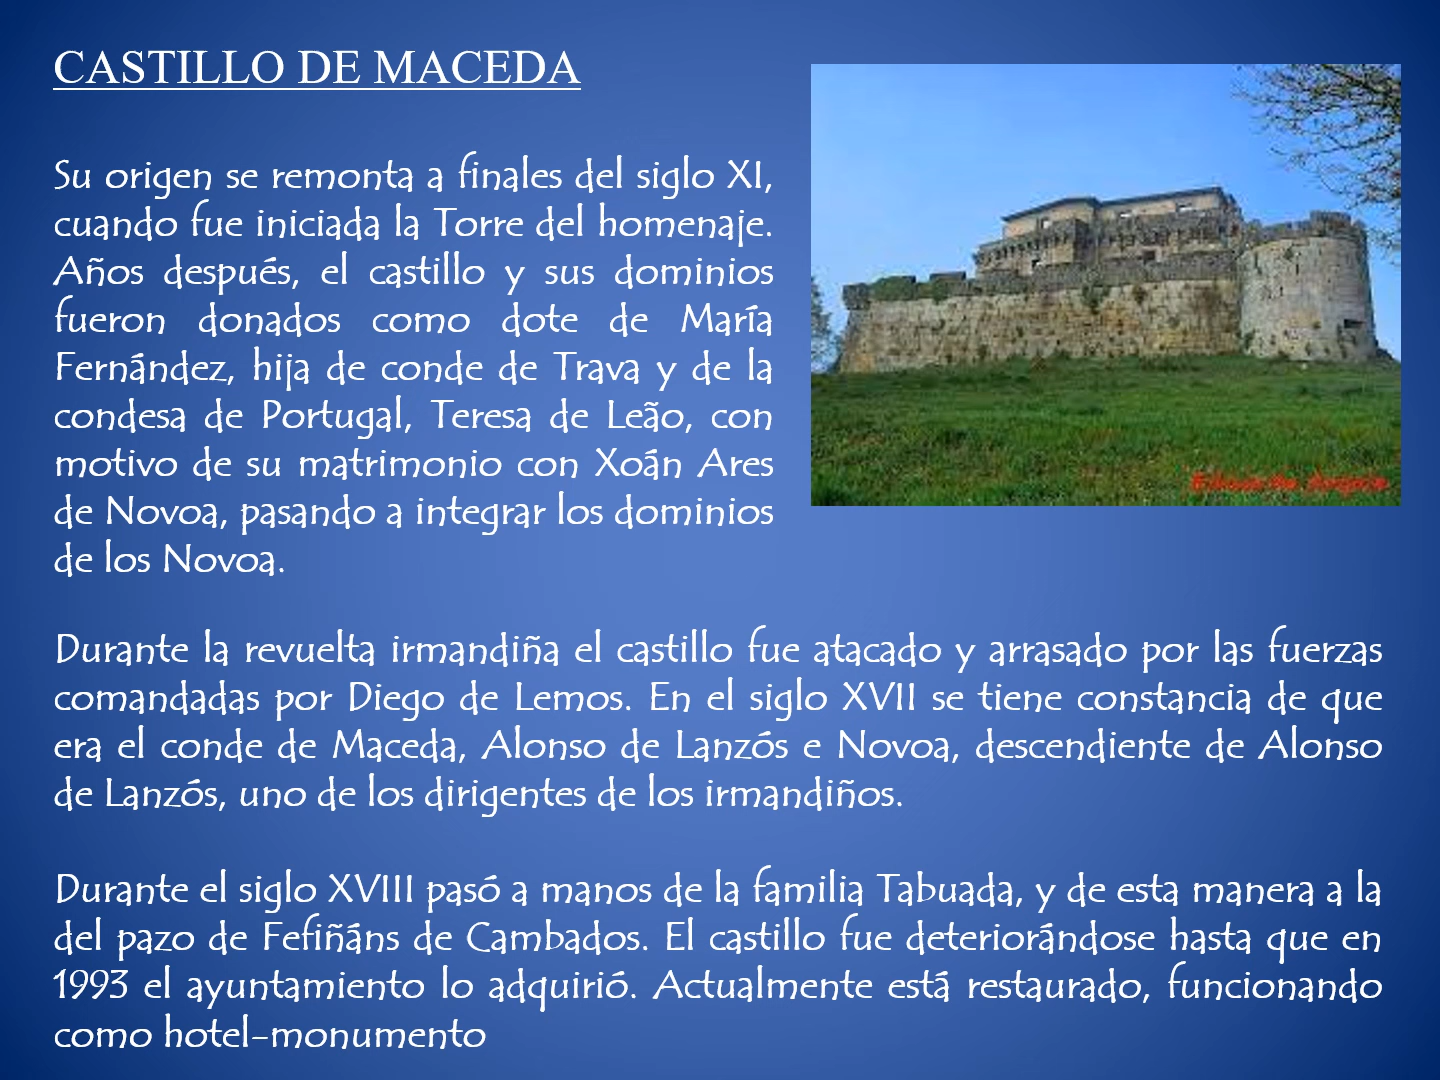 CASTILLO DE MACEDA
Su origen se remonta a finales del siglo XI,
cuando fue iniciada la Torre del homenaje.
Años después, el castillo y sus dominios
fueron donados como dote de María
Fernández, hija de conde de Trava y de la
condesa de Portugal, Teresa de Leão, con
motivo de su matrimonio con Xoán Ares
de Novoa, pasando a integrar los dominios
de los Novoa.
Durante la revuelta irmandiña el castillo fue atacado y arrasado por las fuerzas
comandadas por Diego de Lemos. En el siglo XVII se tiene constancia de que
era el conde de Maceda, Alonso de Lanzós e Novoa, descendiente de Alonso
de Lanzós, uno de los dirigentes de los irmandiños.
Durante el siglo XVIII pasó a manos de la familia Tabuada, y de esta manera a la
del pazo de Fefiñáns de Cambados. El castillo fue deteriorándose hasta que en
1993 el ayuntamiento lo adquirió. Actualmente está restaurado, funcionando
como hotel-monumento